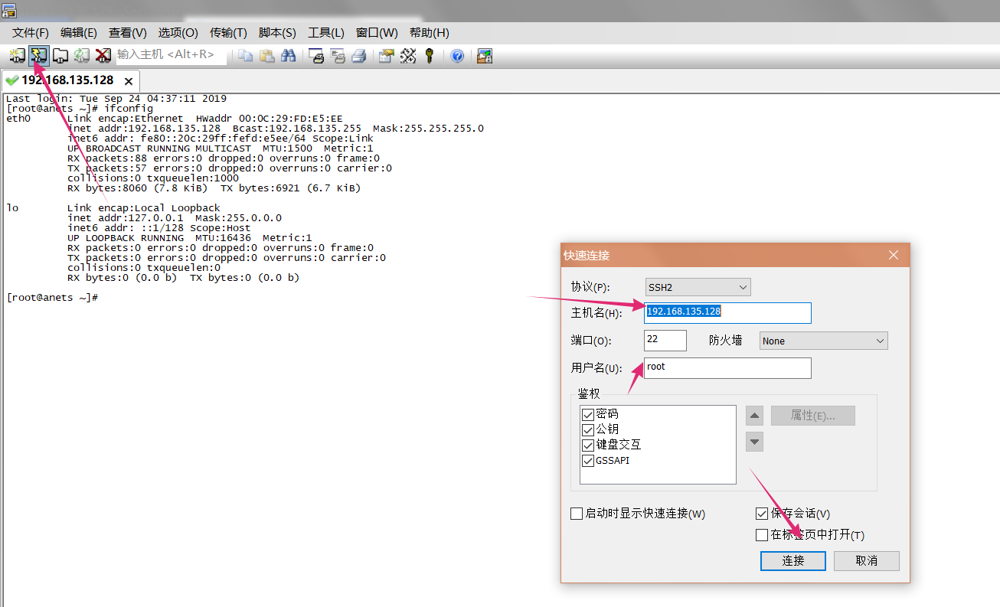 文件(F) 编辑(E) 查看(V) 选项(O) 传输(T) 脚本(S) 工具(L) 窗口(W) 帮助(H)
输入主机 <Alt+R>
192.168.135.128
Last login: Tue Sep 24 04:37:11 2019
[root@anets ~]# ifconfig
eth0      Link encap:Ethernet  HWaddr 00:0C:29:FD:E5:EE
          inet addr:192.168.135.128  Bcast:192.168.135.255  Mask:255.255.255.0
          inet6 addr: fe80::20c:29ff:fefd:e5ee/64 Scope:Link
          UP BROADCAST RUNNING MULTICAST  MTU:1500  Metric:1
          RX packets:88 errors:0 dropped:0 overruns:0 frame:0
          TX packets:57 errors:0 dropped:0 overruns:0 carrier:0
          collisions:0 txqueuelen:1000
          RX bytes:8060 (7.8 KiB)  TX bytes:6921 (6.7 KiB)
lo        Link encap:Local Loopback
          inet addr:127.0.0.1  Mask:255.0.0.0
          inet6 addr: ::1/128 Scope:Host
          UP LOOPBACK RUNNING  MTU:16436  Metric:1
          RX packets:0 errors:0 dropped:0 overruns:0 frame:0
          TX packets:0 errors:0 dropped:0 overruns:0 carrier:0
          collisions:0 txqueuelen:0
          RX bytes:0 (0.0 b)  TX bytes:0 (0.0 b)
[root@anets ~]#
快速连接
协议(P): SSH2
主机名(H): 192.168.135.128
端口(O): 22 防火墙 None
用户名(U): root
鉴权
密码
公钥
键盘交互
GSSAPI
属性(E)...
启动时显示快速连接(W) 保存会话(V)
在标签页中打开(T)
连接 取消